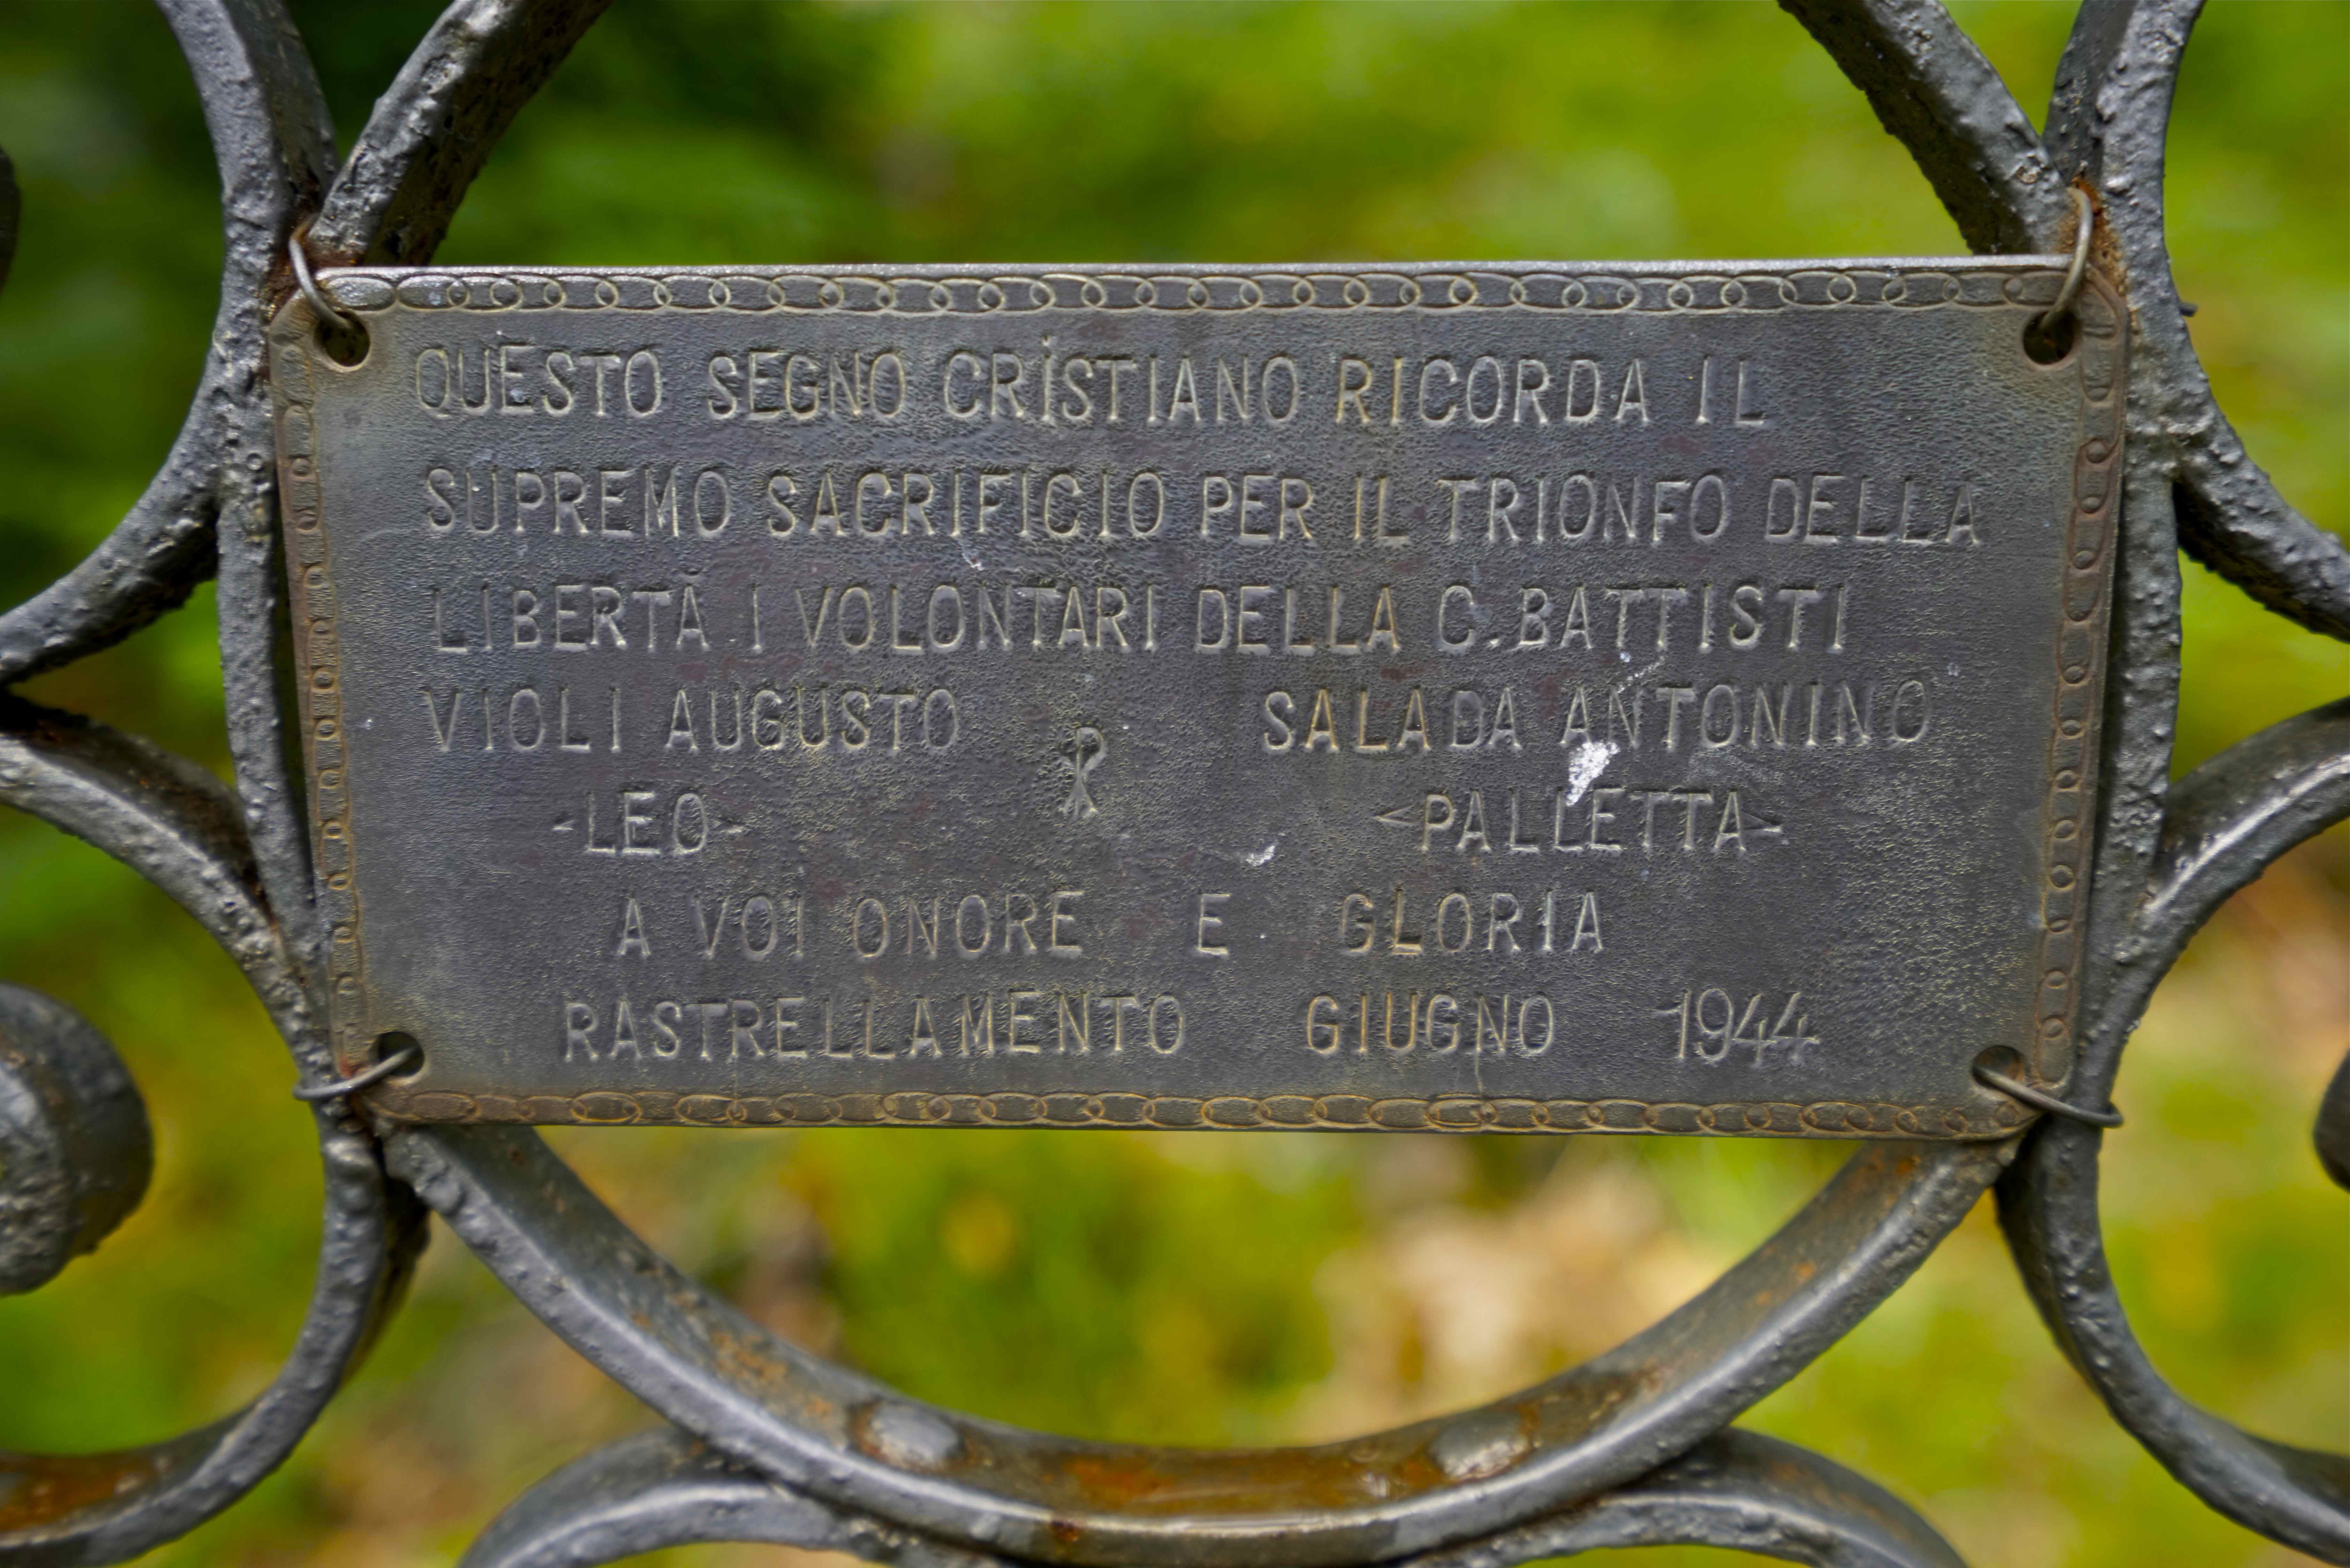 QUESTO SEGNO CRISTIANO RICORDA IL
SUPREMO SACRIFICIO PER IL TRIONFO DELLA
LIBERTÀ I VOLONTARI DELLA C.BATTISTI
VIOLI AUGUSTO SALADA ANTONINO
-LEO- <PALLETTA>
A VOI ONORE E GLORIA
RASTRELLAMENTO GIUGNO 1944